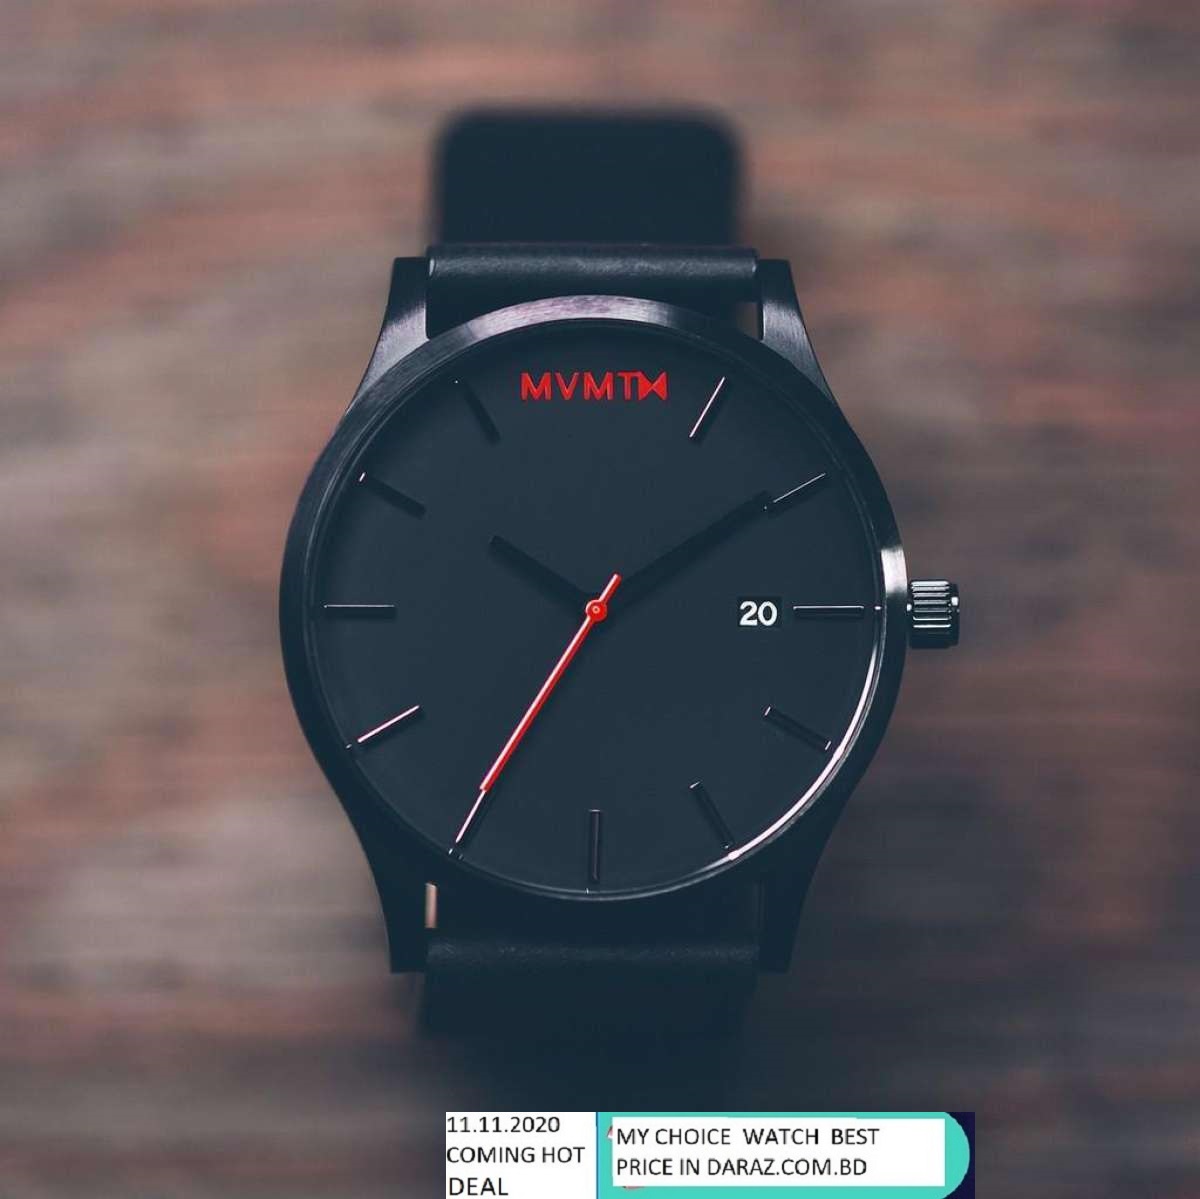 MVMT
20
11.11.2020
COMING HOT
DEAL
MY CHOICE WATCH BEST
PRICE IN DARAZ.COM.BD